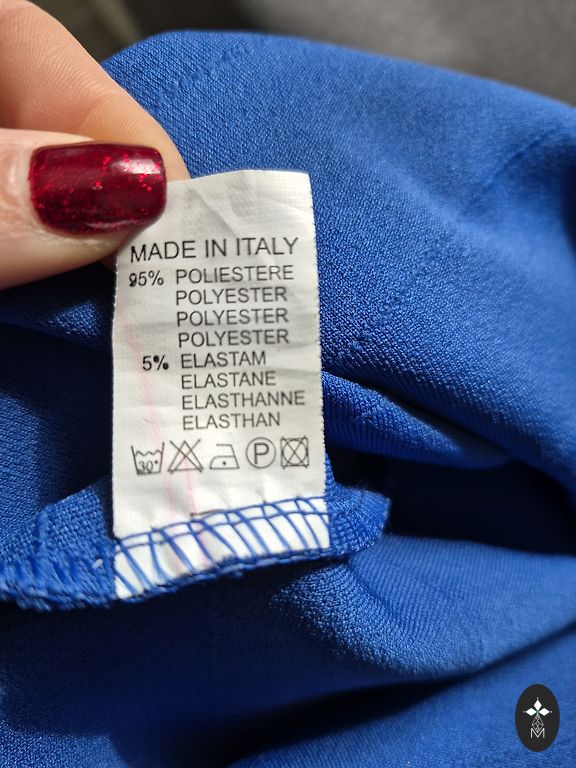 MADE IN ITALY
95% POLIESTERE
POLYESTER
POLYESTER
POLYESTER
5% ELASTAM
ELASTANE
ELASTHANNE
ELASTHAN
30° P
M